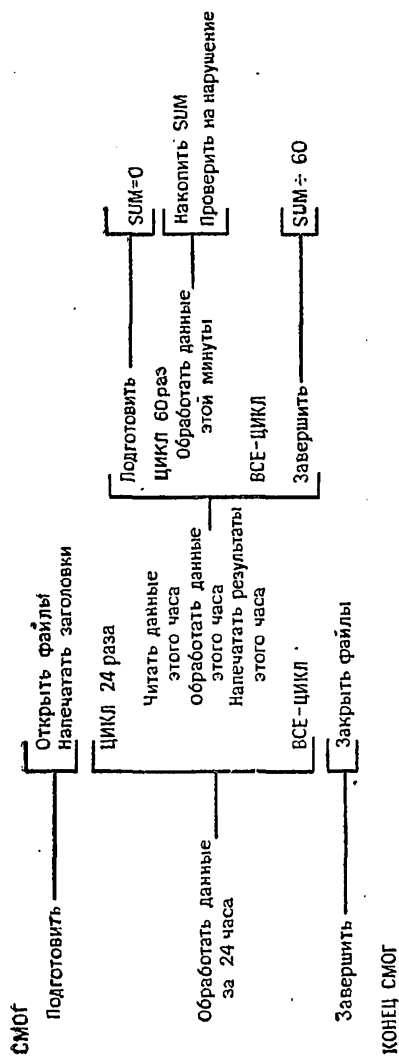 СМОГ
Подготовить
Открыть файлы
Напечатать заголовки
Обработать данные
за 24 часа
ЦИКЛ 24 раза
Читать данные
этого часа
Обработать данные
этого часа
Напечатать результаты
этого часа
ВСЕ-ЦИКЛ
Подготовить
SUM=0
ЦИКЛ 60 раз
Обработать данные
этой минуты
Накопить SUM
Проверить на нарушение
ВСЕ-ЦИКЛ
Завершить
SUM ÷ 60
Завершить
Закрыть файлы
КОНЕЦ СМОГ